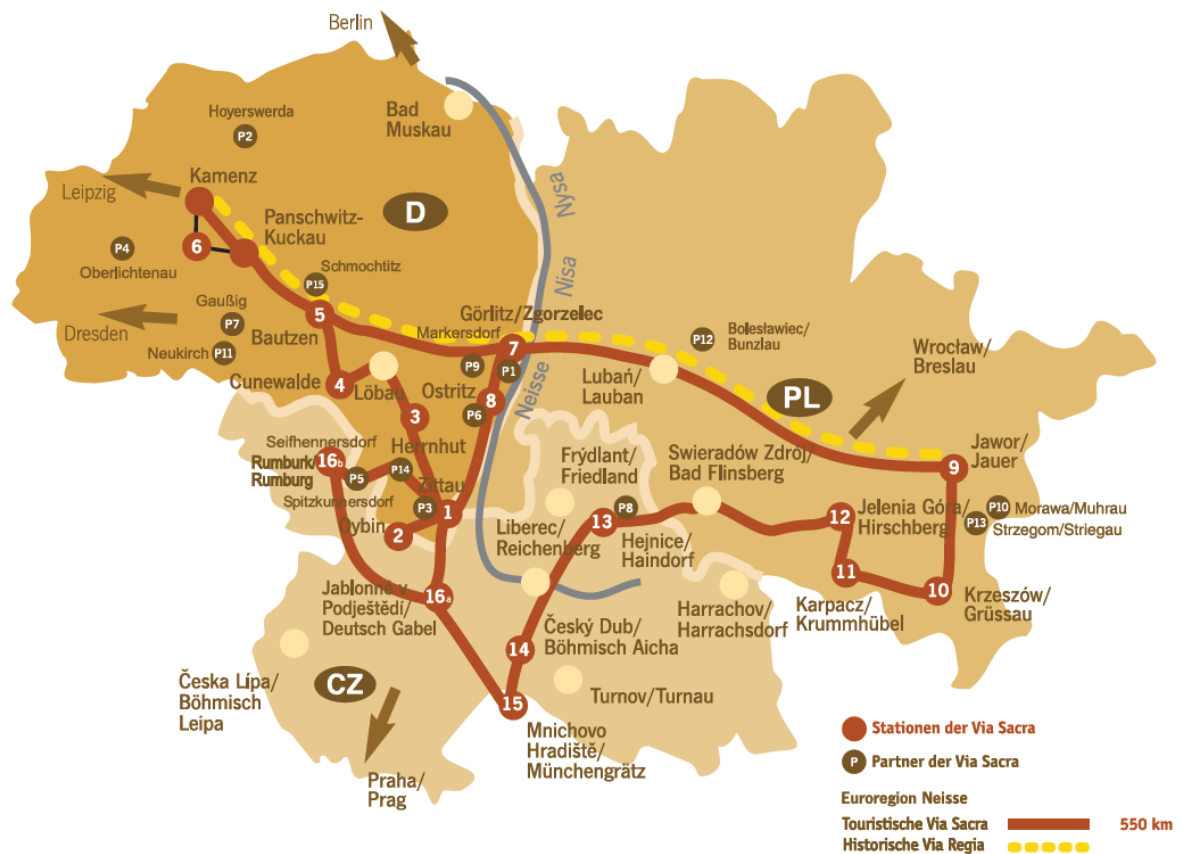 Berlin
Hoyerswerda
P2
Bad
Muskau
Kamenz
Leipzig
D
Nysa
Panschwitz-
Kuckau
6
P4
Oberlichtenau
Schmochtitz
P15
Nisa
Gaußig
P7
Dresden
5
Bautzen
Görlitz/Zgorzelec
Markersdorf
7
P12
Bolesławiec/
Bunzlau
Neukirch
P11
P9
P1
Wrocław/
Breslau
Cunewalde
4
Löbau
Ostritz
8
Neisse
Lubań/
Lauban
PL
3
P6
Seifhennersdorf
Herrnhut
16b
Rumburk/
Rumburg
P5
P14
Spitzkunnersdorf
Zittau
P3
1
Oybin
2
Frýdlant/
Friedland
Swieradów Zdrój/
Bad Flinsberg
Jawor/
Jauer
9
Liberec/
Reichenberg
13
P8
Hejnice/
Haindorf
12
Jelenia Góra/
Hirschberg
P10
Morawa/Muhrau
P13
Strzegom/Striegau
11
10
Jablonné v
Podještědí/
Deutsch Gabel
16a
Harrachov/
Harrachsdorf
Karpacz/
Krummhübel
Krzeszów/
Grüssau
14
Český Dub/
Böhmisch Aicha
Česka Lípa/
Böhmisch
Leipa
CZ
15
Turnov/Turnau
Mnichovo
Hradiště/
Münchengrätz
Praha/
Prag
Stationen der Via Sacra
P
Partner der Via Sacra
Euroregion Neisse
Touristische Via Sacra
550 km
Historische Via Regia